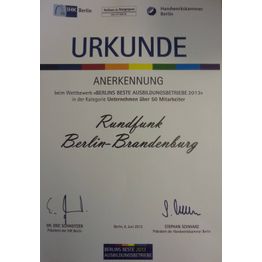 IHK Berlin
Handwerkskammer
Berlin
URKUNDE
ANERKENNUNG
beim Wettbewerb »BERLINS BESTE AUSBILDUNGSBETRIEBE 2013«
in der Kategorie Unternehmen über 50 Mitarbeiter
Rundfunk
Berlin-Brandenburg
DR. ERIC SCHWEITZER
Präsident der IHK Berlin
Berlin, 6. Juni 2013
STEPHAN SCHWARZ
Präsident der Handwerkskammer Berlin
BERLINS BESTE 2013
AUSBILDUNGSBETRIEBE